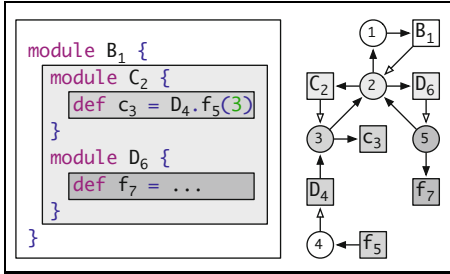 module B₁ {
module C₂ {
def c₃ = D₄.f₅(3)
}
module D₆ {
def f₇ = ...
}
}
1
B₁
C₂
2
D₆
3
c₃
5
D₄
f₇
4
f₅